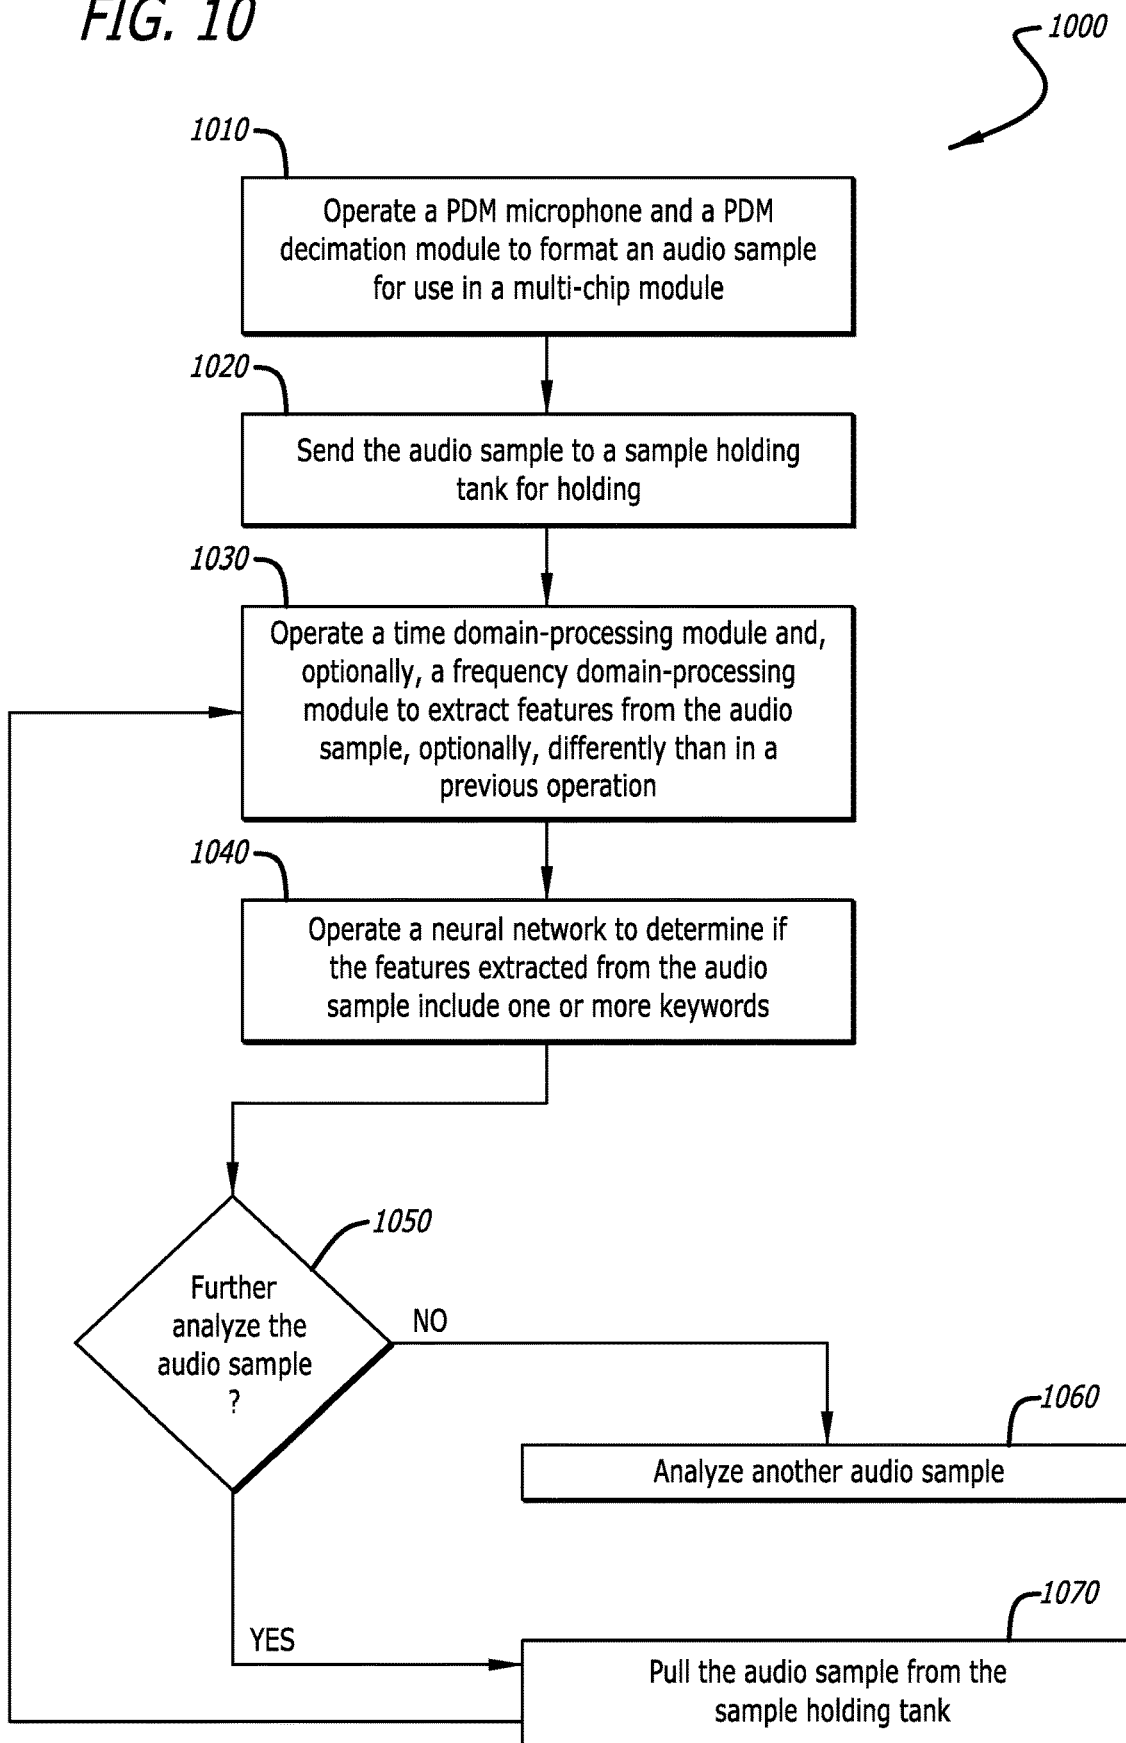 FIG. 10
1000
1010
Operate a PDM microphone and a PDM
decimation module to format an audio sample
for use in a multi-chip module
1020
Send the audio sample to a sample holding
tank for holding
1030
Operate a time domain-processing module and,
optionally, a frequency domain-processing
module to extract features from the audio
sample, optionally, differently than in a
previous operation
1040
Operate a neural network to determine if
the features extracted from the audio
sample include one or more keywords
1050
Further
analyze the
audio sample
?
NO
1060
Analyze another audio sample
YES
1070
Pull the audio sample from the
sample holding tank